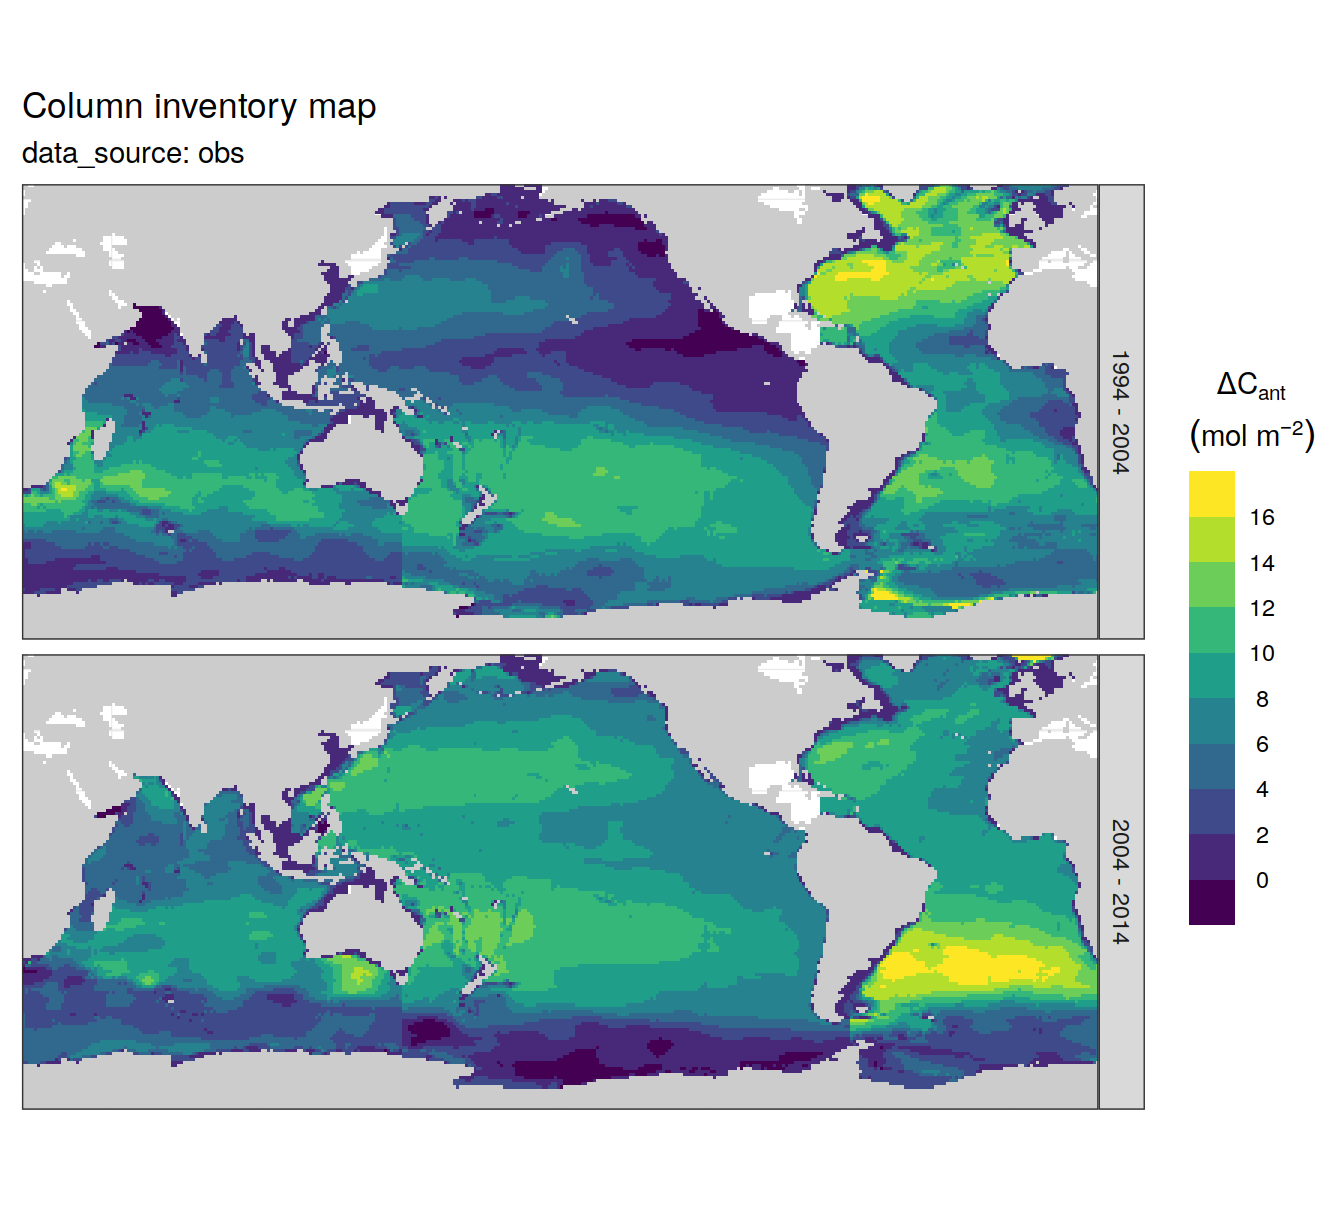 Column inventory map
data_source: obs
1994 - 2004
2004 - 2014
ΔCant
(mol m−2)
16
14
12
10
8
6
4
2
0